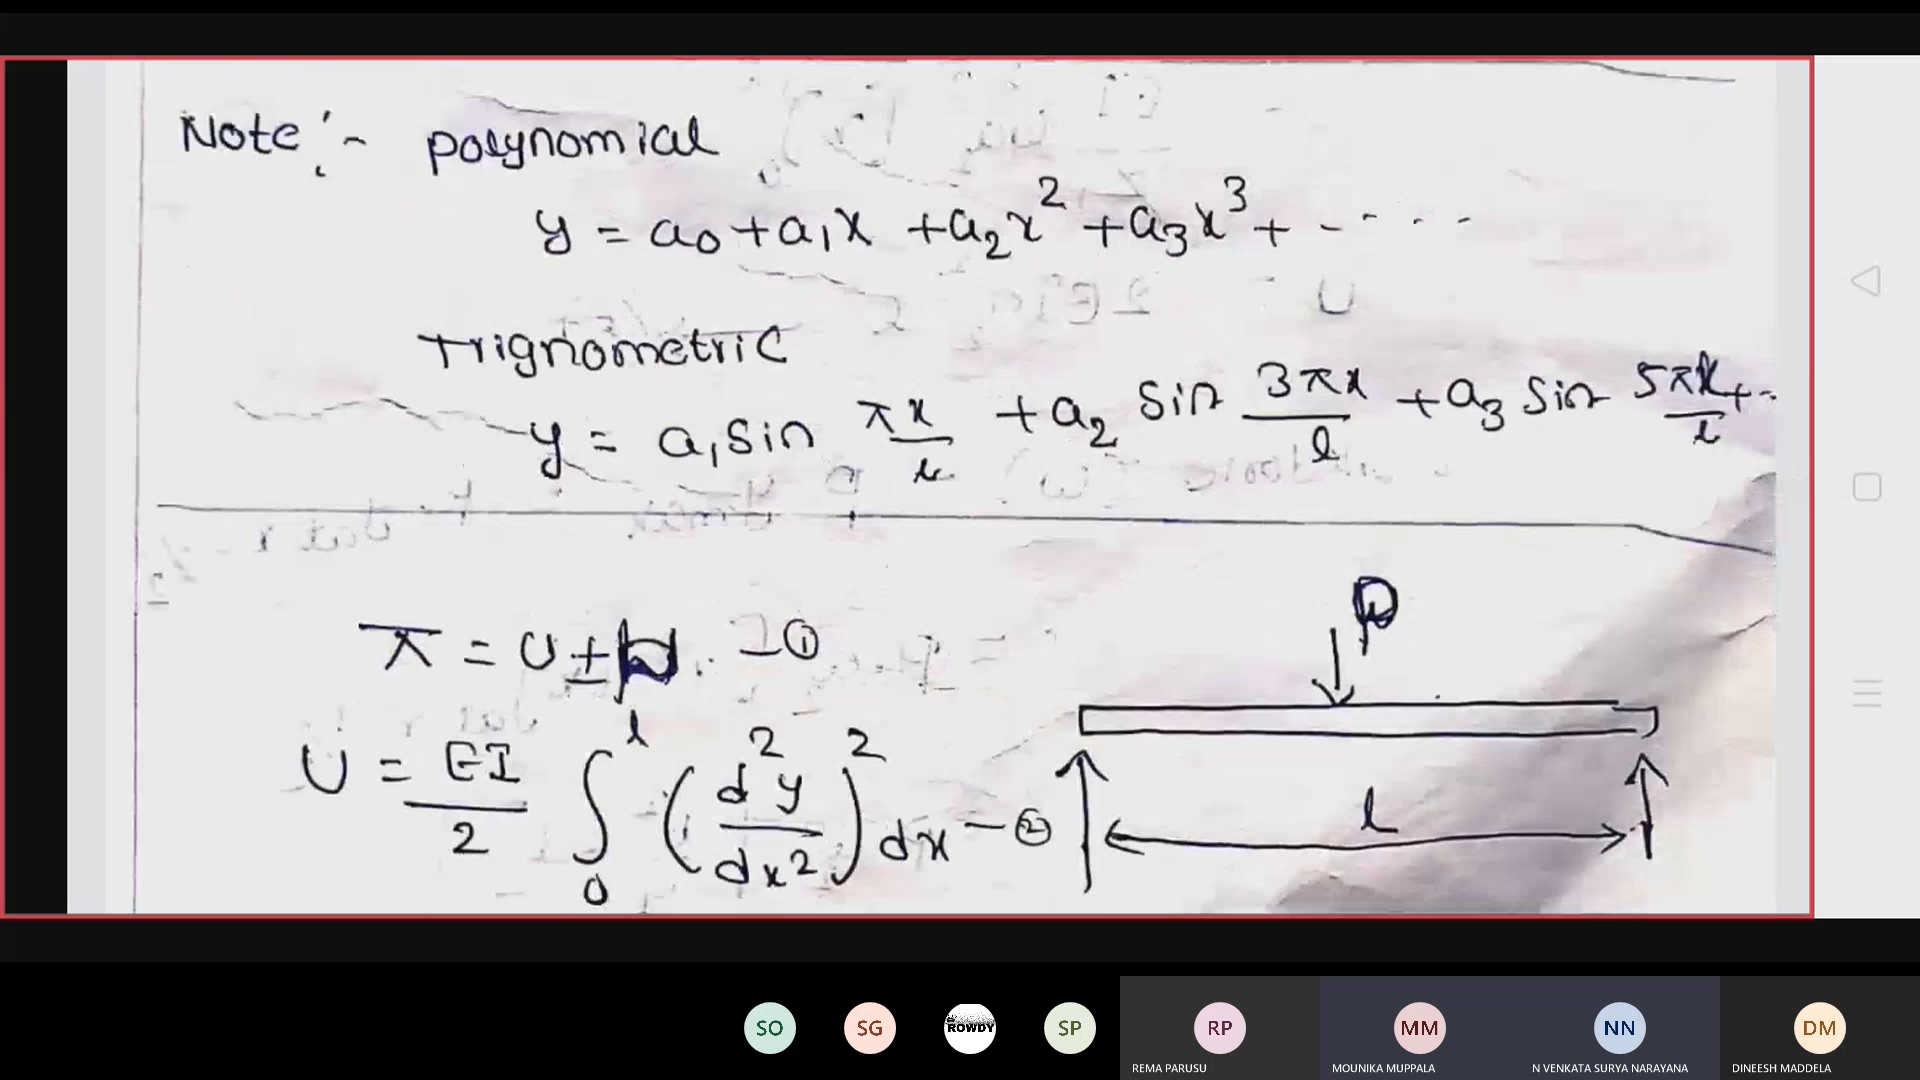 Note :- polynomial
y = a₀ + a₁x + a₂x² + a₃x³ + - - - -
Trignometric
y = a₁ sin πx/l + a₂ sin 3πx/l + a₃ sin 5πx/l + -
π = U ± —①
P
U = EI/2 ∫₀ˡ (d²y/dx²)² dx —②
l
SO SG ROWDY SP RP MM NN DM
REMA PARUSU MOUNIKA MUPPALA N VENKATA SURYA NARAYANA DINEESH MADDELA